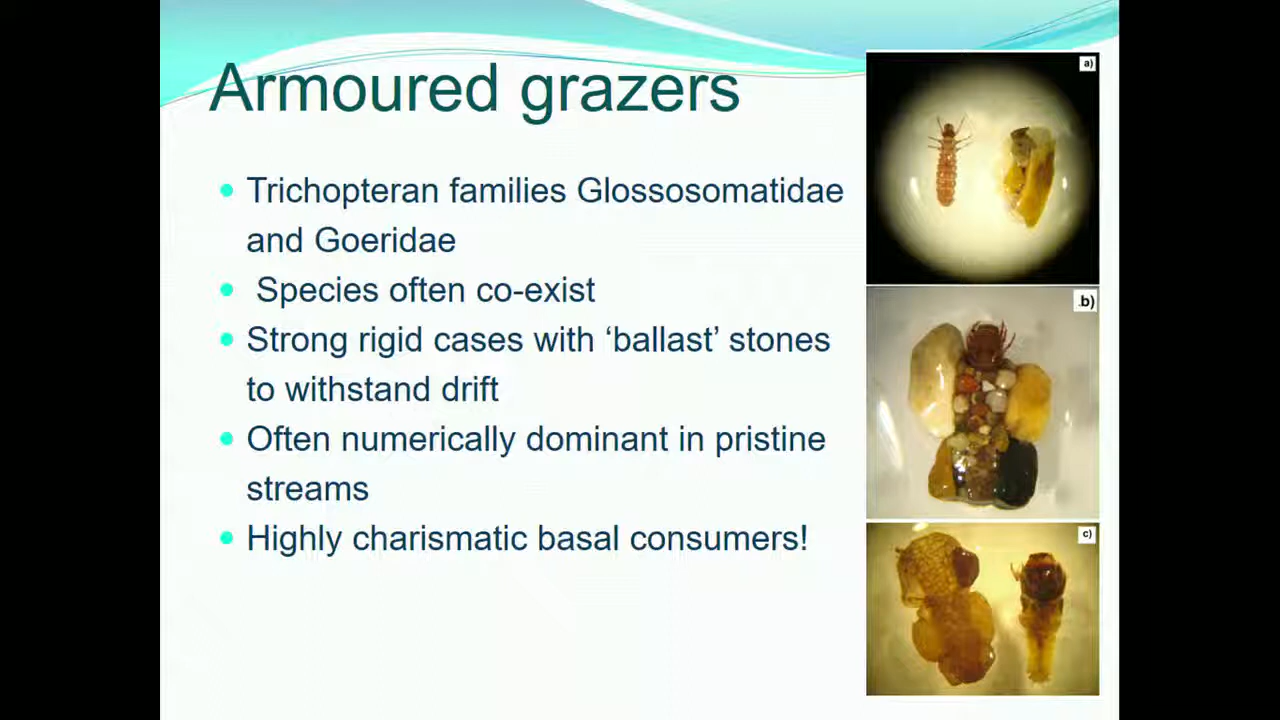 Armoured grazers
Trichopteran families Glossosomatidae
and Goeridae
Species often co-exist
Strong rigid cases with ‘ballast’ stones
to withstand drift
Often numerically dominant in pristine
streams
Highly charismatic basal consumers!
a)
.b)
c)